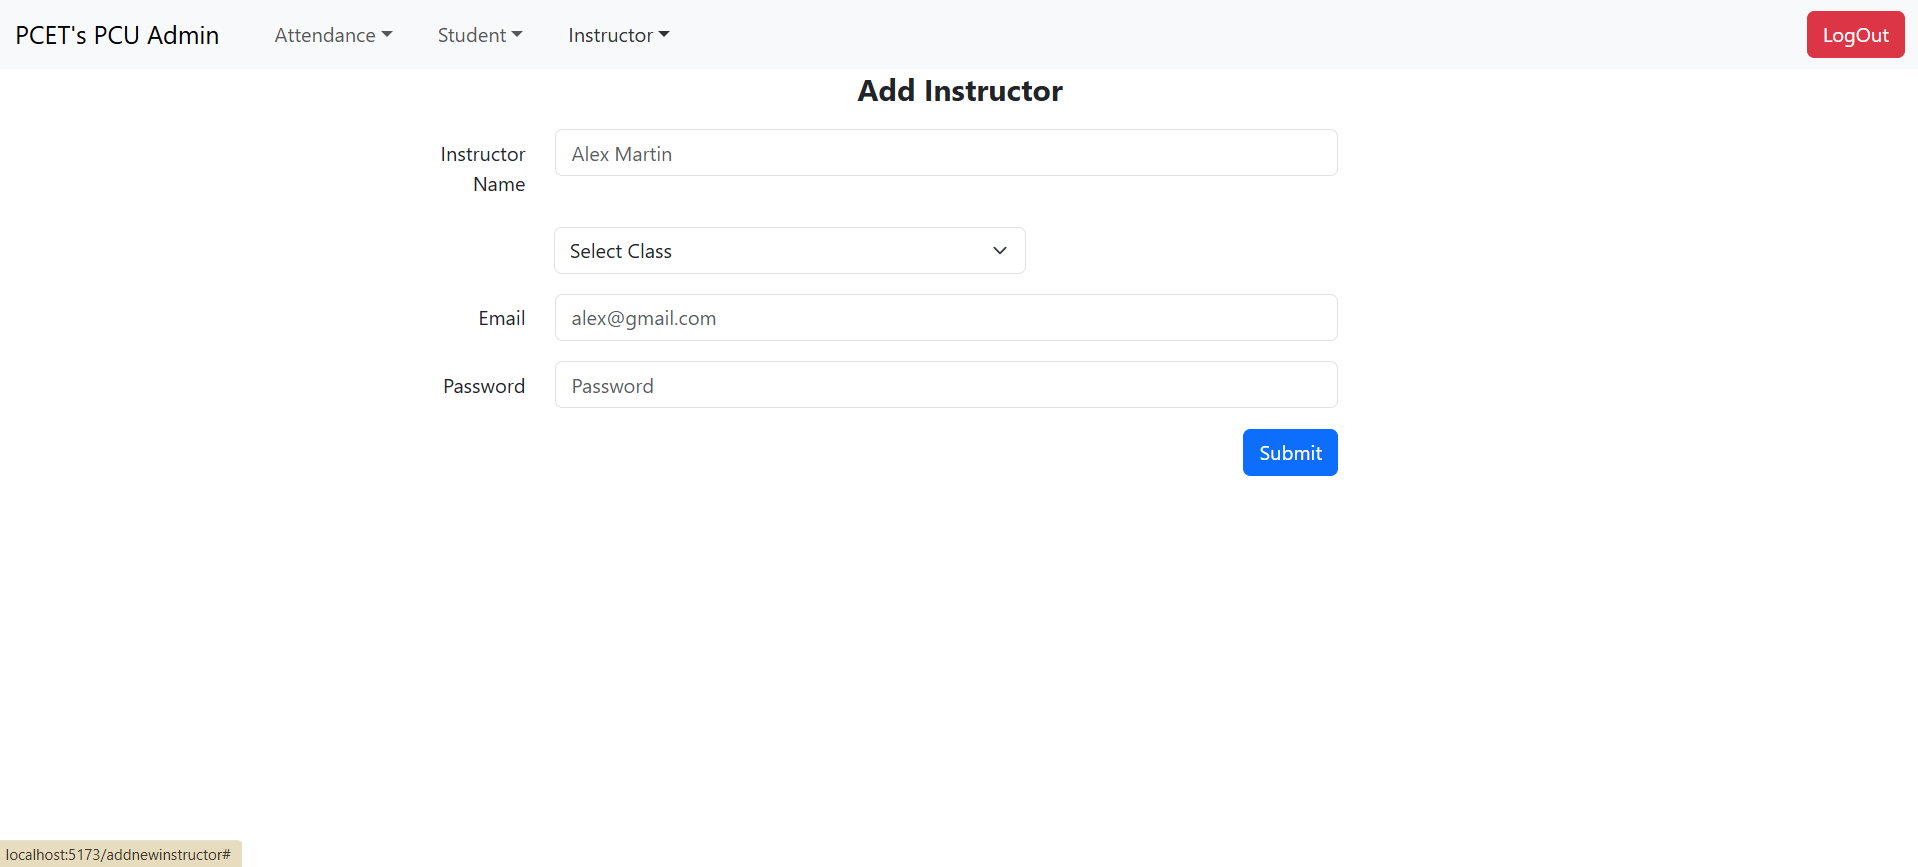 PCET's PCU Admin Attendance Student Instructor LogOut
Add Instructor
Instructor Name
Alex Martin
Select Class
Email alex@gmail.com
Password Password
Submit
localhost:5173/addnewinstructor#